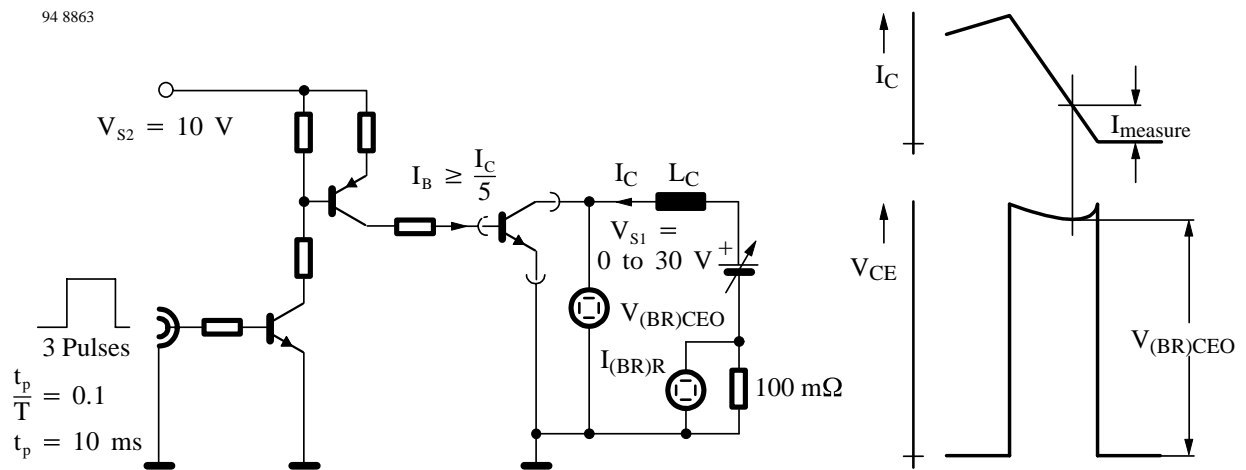 94 8863
V_S2 = 10 V
I_B ≥ I_C/5
I_C
L_C
V_S1 =
0 to 30 V
+
V_(BR)CEO
I_(BR)R
100 mΩ
3 Pulses
t_p/T = 0.1
t_p = 10 ms
I_C
I_measure
V_CE
V_(BR)CEO